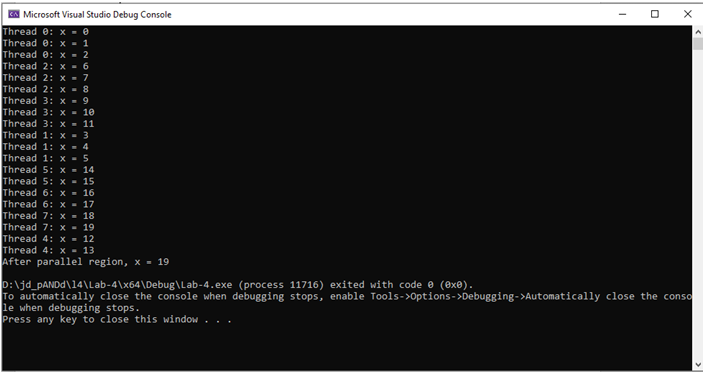 Microsoft Visual Studio Debug Console
Thread 0: x = 0
Thread 0: x = 1
Thread 0: x = 2
Thread 2: x = 6
Thread 2: x = 7
Thread 2: x = 8
Thread 3: x = 9
Thread 3: x = 10
Thread 3: x = 11
Thread 1: x = 3
Thread 1: x = 4
Thread 1: x = 5
Thread 5: x = 14
Thread 5: x = 15
Thread 6: x = 16
Thread 6: x = 17
Thread 7: x = 18
Thread 7: x = 19
Thread 4: x = 12
Thread 4: x = 13
After parallel region, x = 19
D:\jd_pANDd\l4\Lab-4\x64\Debug\Lab-4.exe (process 11716) exited with code 0 (0x0).
To automatically close the console when debugging stops, enable Tools->Options->Debugging->Automatically close the conso
le when debugging stops.
Press any key to close this window . . .